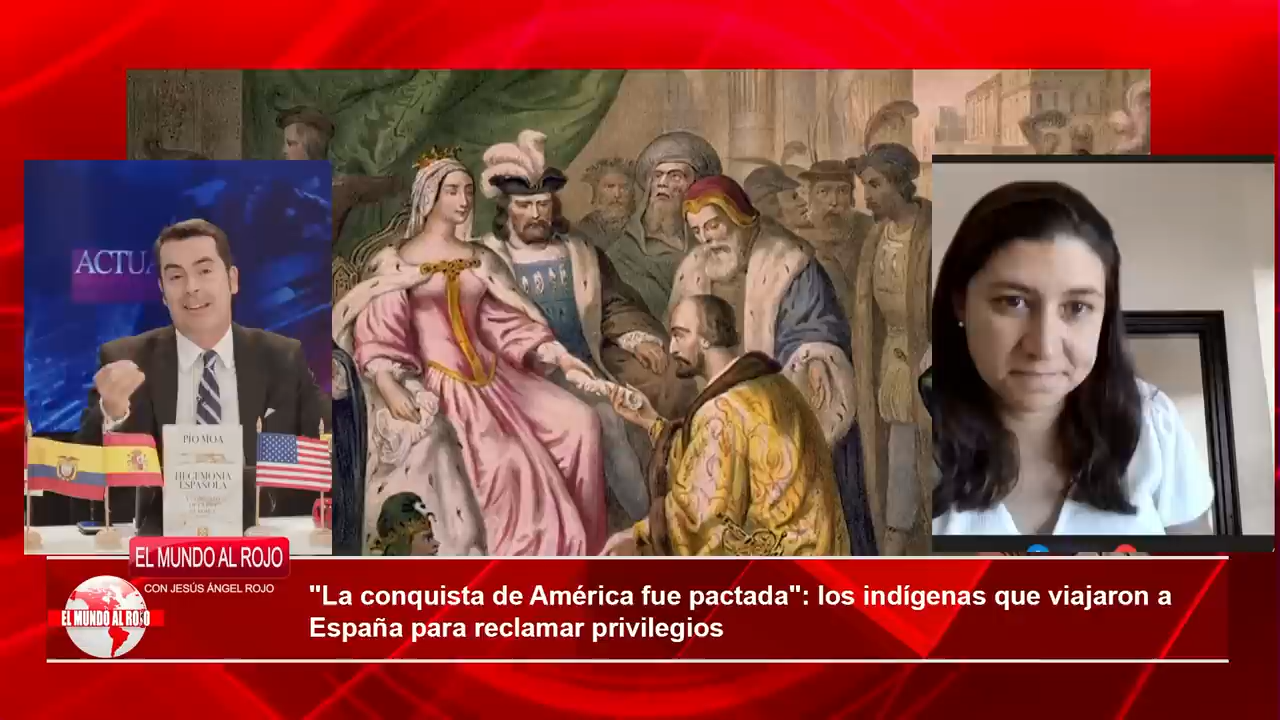 ACTU
PIO MOA
HEGEMONÍA
ESPAÑOLA
EL MUNDO AL ROJO
CON JESÚS ÁNGEL ROJO
EL MUNDO AL ROJO
"La conquista de América fue pactada": los indígenas que viajaron a
España para reclamar privilegios